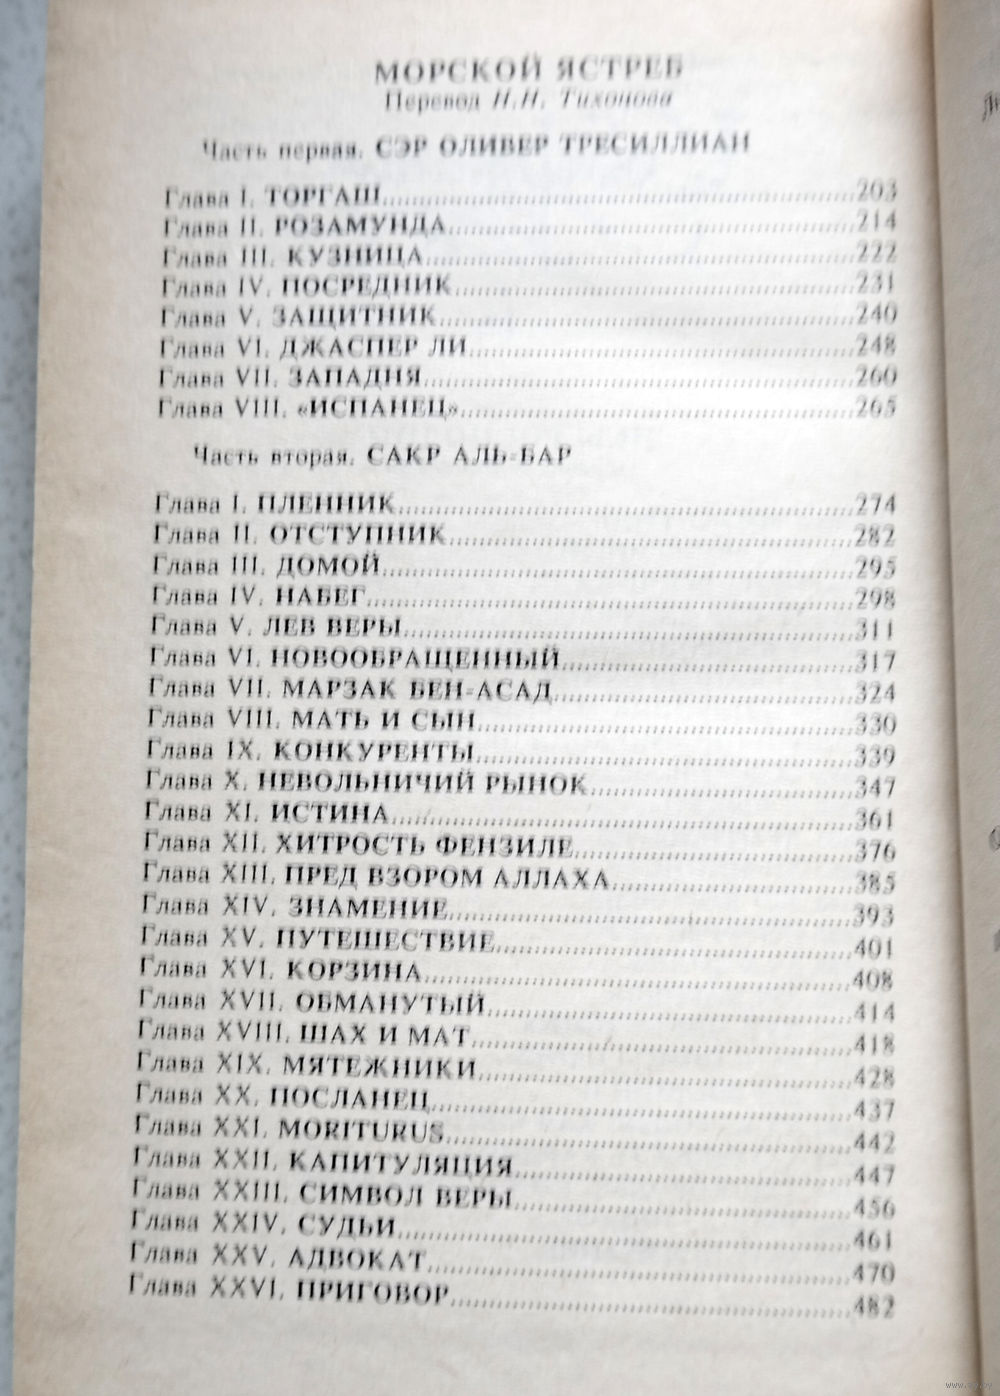 МОРСКОЙ ЯСТРЕБ
Перевод Н.Н. Тихонова
Часть первая. СЭР ОЛИВЕР ТРЕСИЛЛИАН
Глава I. ТОРГАШ 203
Глава II. РОЗАМУНДА 214
Глава III. КУЗНИЦА 222
Глава IV. ПОСРЕДНИК 231
Глава V. ЗАЩИТНИК 240
Глава VI. ДЖАСПЕР ЛИ 248
Глава VII. ЗАПАДНЯ 260
Глава VIII. «ИСПАНЕЦ» 265
Часть вторая. САКР АЛЬ-БАР
Глава I. ПЛЕННИК 274
Глава II. ОТСТУПНИК 282
Глава III. ДОМОЙ 295
Глава IV. НАБЕГ 298
Глава V. ЛЕВ ВЕРЫ 311
Глава VI. НОВООБРАЩЕННЫЙ 317
Глава VII. МАРЗАК БЕН-АСАД 324
Глава VIII. МАТЬ И СЫН 330
Глава IX. КОНКУРЕНТЫ 339
Глава X. НЕВОЛЬНИЧИЙ РЫНОК 347
Глава XI. ИСТИНА 361
Глава XII. ХИТРОСТЬ ФЕНЗИЛЕ 376
Глава XIII. ПРЕД ВЗОРОМ АЛЛАХА 385
Глава XIV. ЗНАМЕНИЕ 393
Глава XV. ПУТЕШЕСТВИЕ 401
Глава XVI. КОРЗИНА 408
Глава XVII. ОБМАНУТЫЙ 414
Глава XVIII. ШАХ И МАТ 418
Глава XIX. МЯТЕЖНИКИ 428
Глава XX. ПОСЛАНЕЦ 437
Глава XXI. MORITURUS 442
Глава XXII. КАПИТУЛЯЦИЯ 447
Глава XXIII. СИМВОЛ ВЕРЫ 456
Глава XXIV. СУДЬИ 461
Глава XXV. АДВОКАТ 470
Глава XXVI. ПРИГОВОР 482